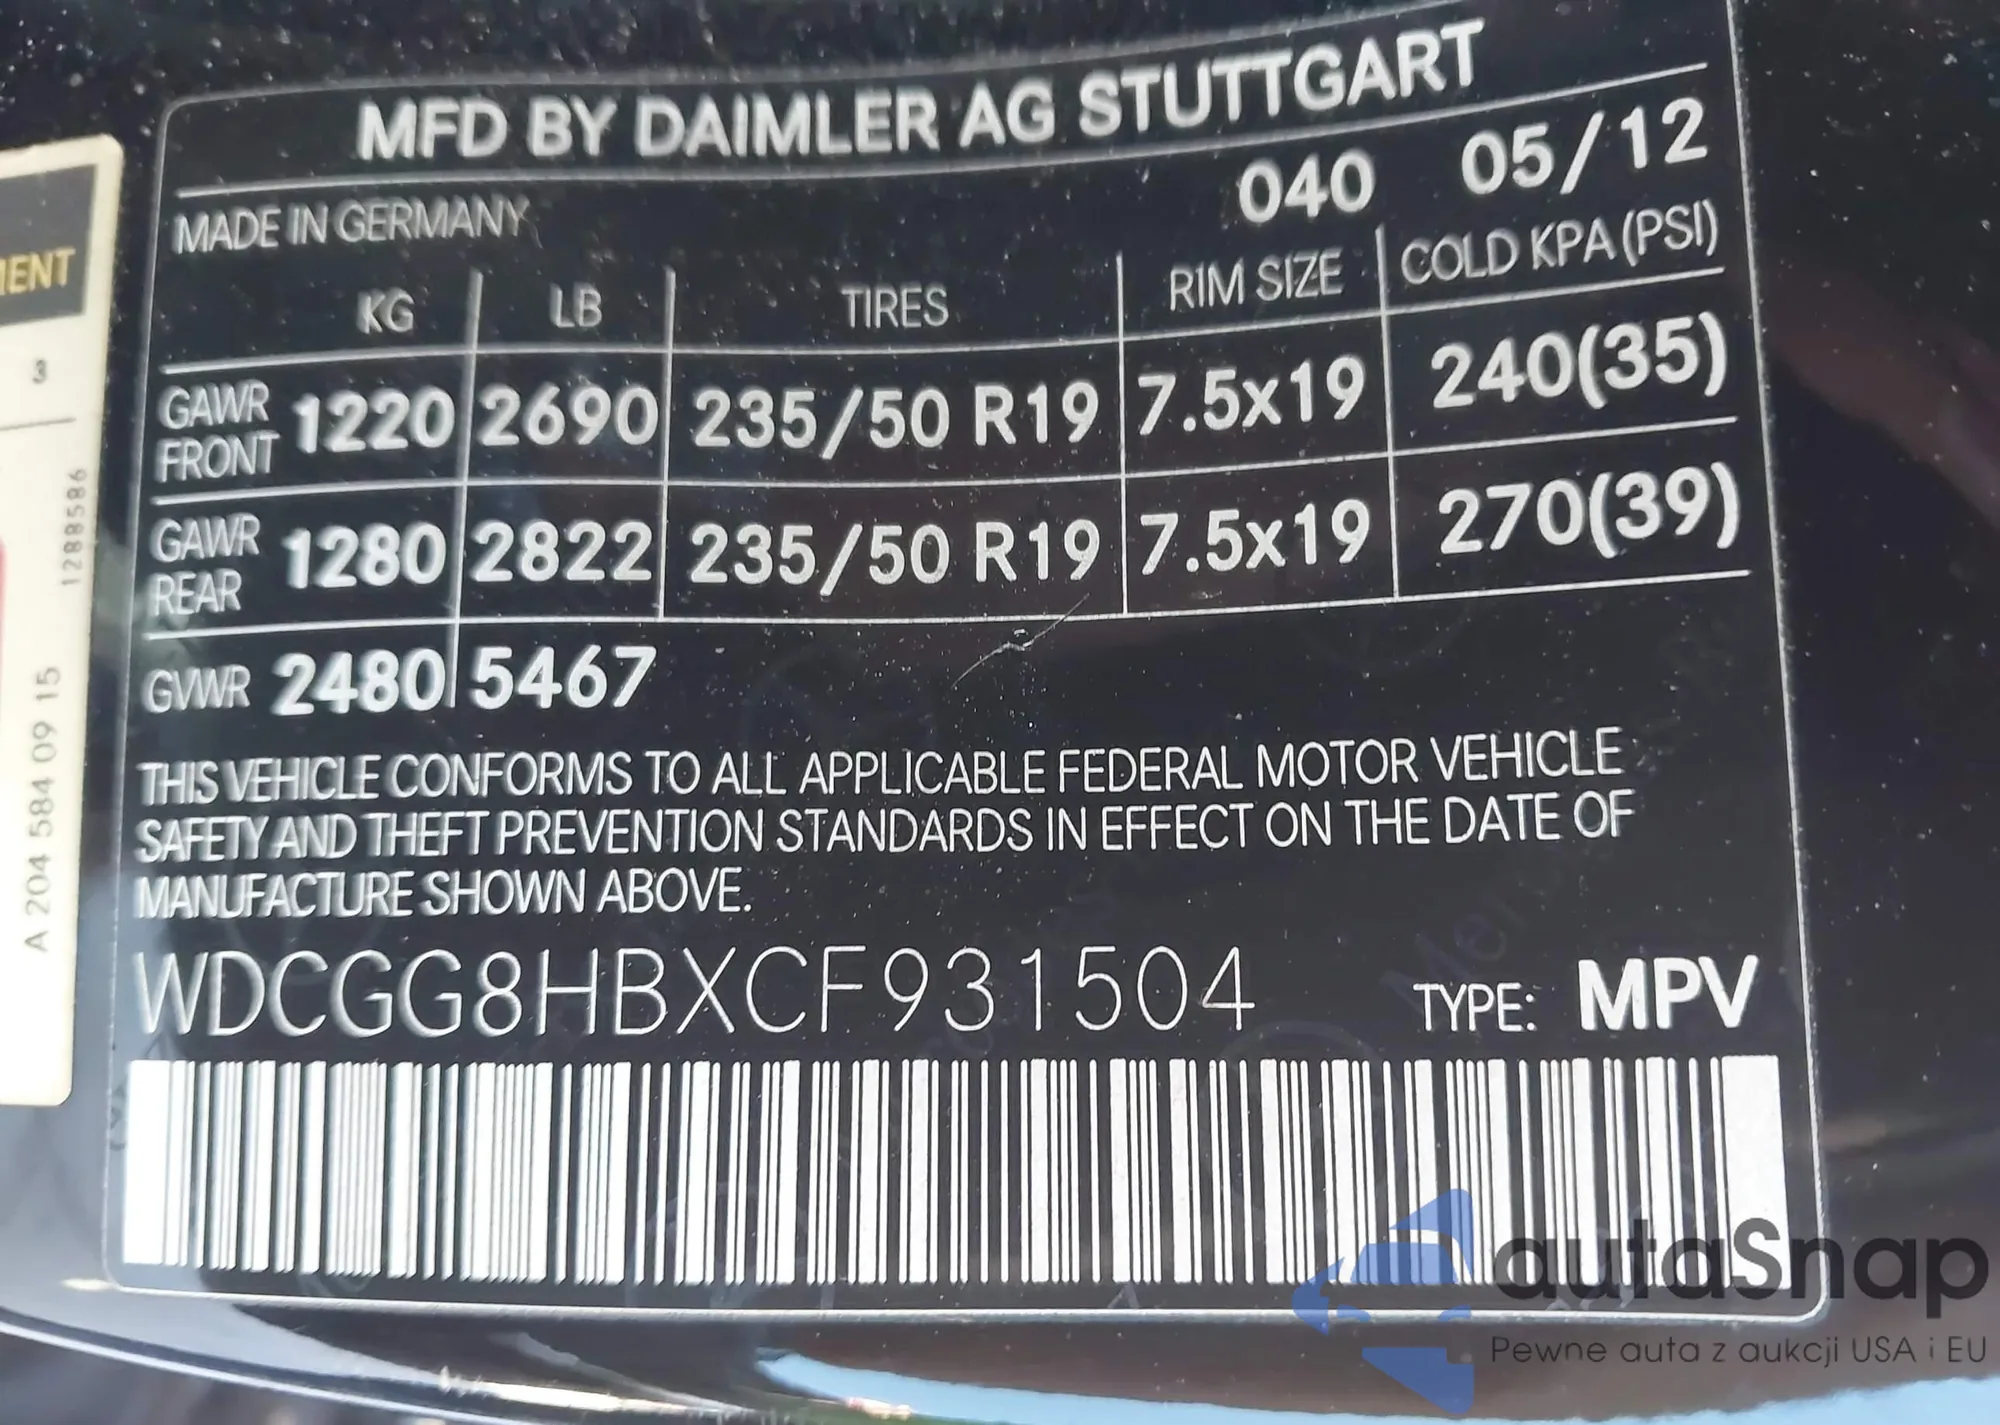 MFD BY DAIMLER AG STUTTGART
MADE IN GERMANY 040 05/12
KG LB TIRES RIM SIZE COLD KPA (PSI)
GAWR FRONT 1220 2690 235/50 R19 7.5x19 240(35)
GAWR REAR 1280 2822 235/50 R19 7.5x19 270(39)
GVWR 2480 5467
THIS VEHICLE CONFORMS TO ALL APPLICABLE FEDERAL MOTOR VEHICLE
SAFETY AND THEFT PREVENTION STANDARDS IN EFFECT ON THE DATE OF
MANUFACTURE SHOWN ABOVE.
WDCGG8HBXCF931504 TYPE: MPV
3
A 204 584 09 15 1288586
autaSnap
Pewne auta z aukcji USA i EU